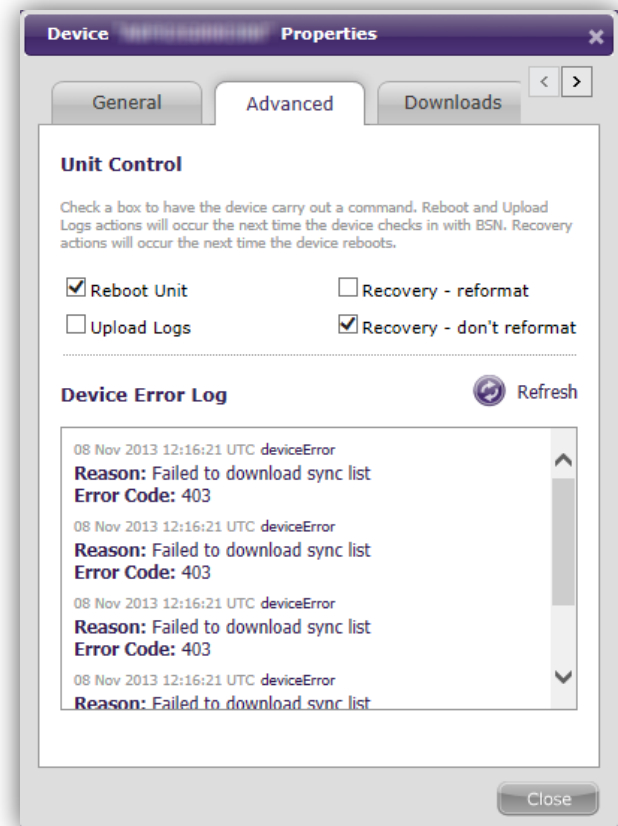 Device Properties
General
Advanced
Downloads
Unit Control
Check a box to have the device carry out a command. Reboot and Upload
Logs actions will occur the next time the device checks in with BSN. Recovery
actions will occur the next time the device reboots.
Reboot Unit
Recovery - reformat
Upload Logs
Recovery - don't reformat
Device Error Log
Refresh
08 Nov 2013 12:16:21 UTC deviceError
Reason: Failed to download sync list
Error Code: 403
08 Nov 2013 12:16:21 UTC deviceError
Reason: Failed to download sync list
Error Code: 403
08 Nov 2013 12:16:21 UTC deviceError
Reason: Failed to download sync list
Error Code: 403
08 Nov 2013 12:16:21 UTC deviceError
Reason: Failed to download sync list
Close